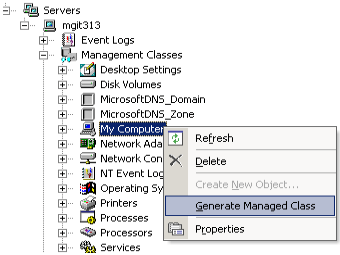 Servers
mgit313
Event Logs
Management Classes
Desktop Settings
Disk Volumes
MicrosoftDNS_Domain
MicrosoftDNS_Zone
My Computer
Network Ada
Network Con
NT Event Log
Operating Sy
Printers
Processes
Processors
Services
Refresh
Delete
Create New Object...
Generate Managed Class
Properties